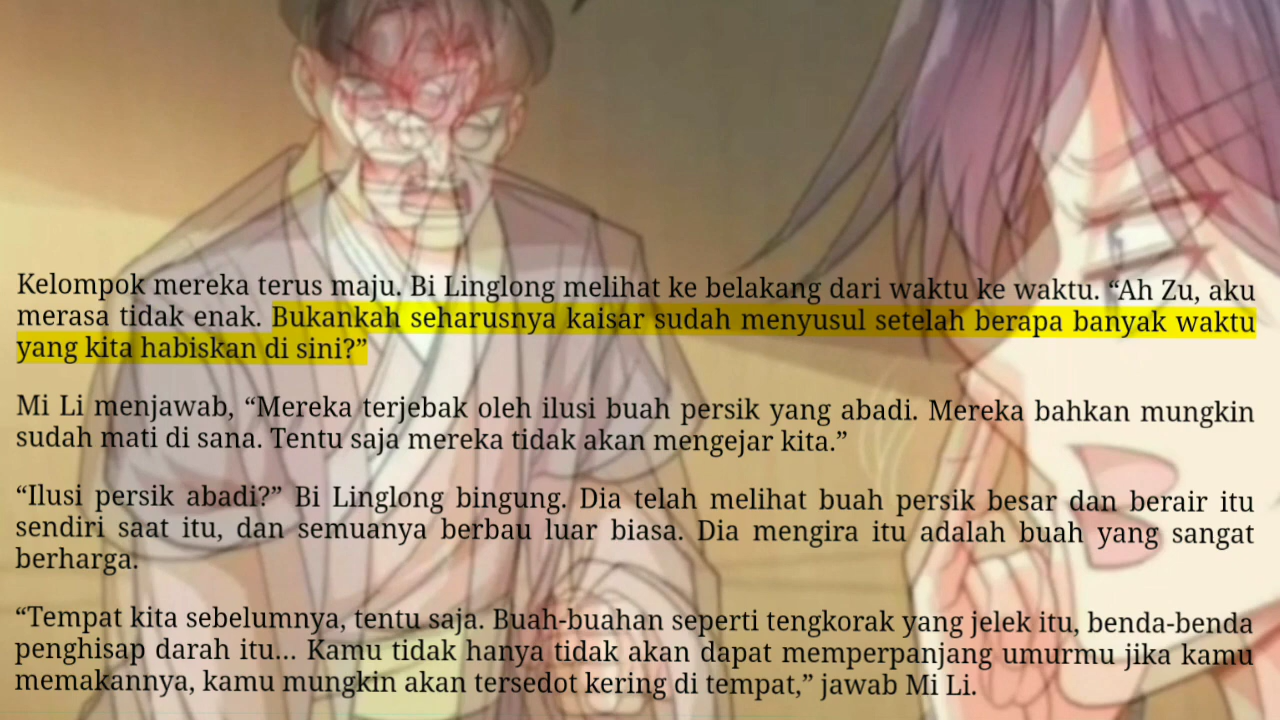 Kelompok mereka terus maju. Bi Linglong melihat ke belakang dari waktu ke waktu. “Ah Zu, aku
merasa tidak enak. Bukankah seharusnya kaisar sudah menyusul setelah berapa banyak waktu
yang kita habiskan di sini?”
Mi Li menjawab, “Mereka terjebak oleh ilusi buah persik yang abadi. Mereka bahkan mungkin
sudah mati di sana. Tentu saja mereka tidak akan mengejar kita.”
“Ilusi persik abadi?” Bi Linglong bingung. Dia telah melihat buah persik besar dan berair itu
sendiri saat itu, dan semuanya berbau luar biasa. Dia mengira itu adalah buah yang sangat
berharga.
“Tempat kita sebelumnya, tentu saja. Buah-buahan seperti tengkorak yang jelek itu, benda-benda
penghisap darah itu... Kamu tidak hanya tidak akan dapat memperpanjang umurmu jika kamu
memakannya, kamu mungkin akan tersedot kering di tempat,” jawab Mi Li.